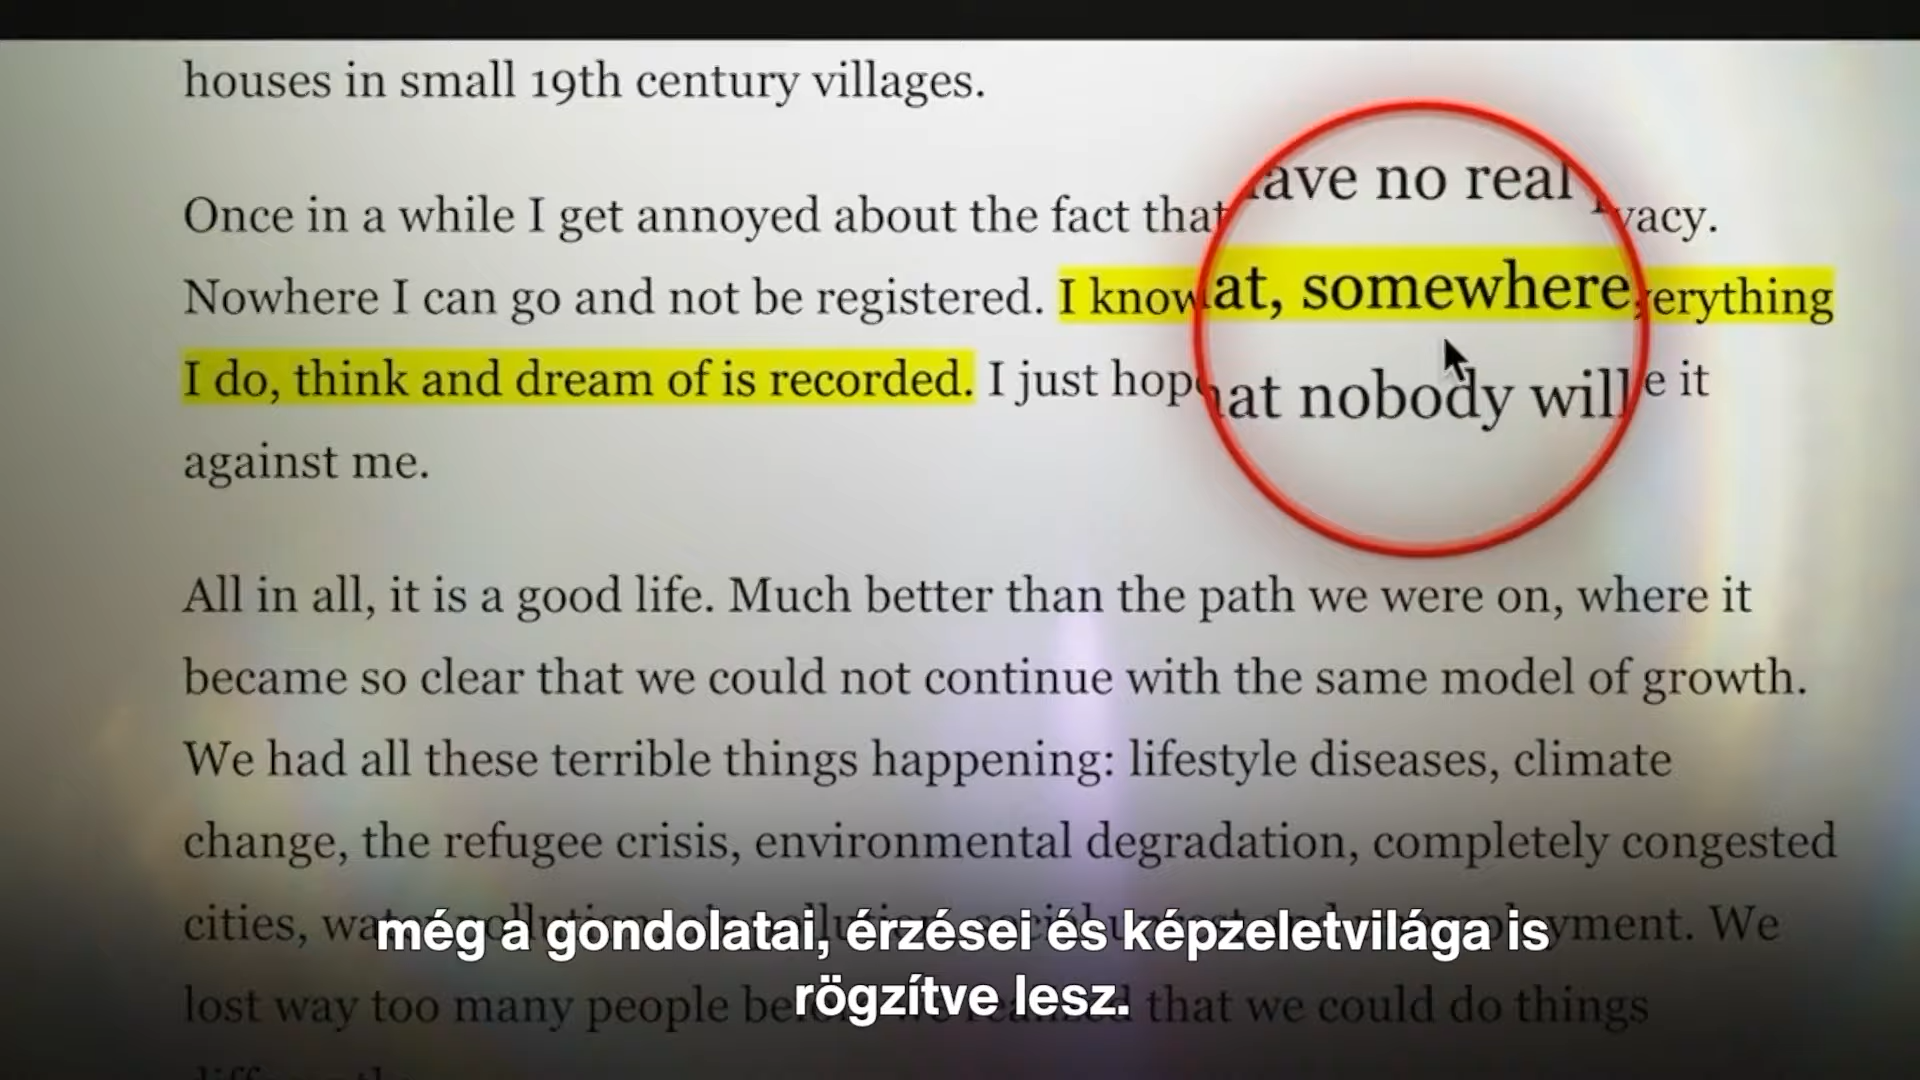 houses in small 19th century villages.
Once in a while I get annoyed about the fact that ave no real vacy.
Nowhere I can go and not be registered. I know at, somewhere, verything
I do, think and dream of is recorded. I just hop hat nobody will e it
against me.
All in all, it is a good life. Much better than the path we were on, where it
became so clear that we could not continue with the same model of growth.
We had all these terrible things happening: lifestyle diseases, climate
change, the refugee crisis, environmental degradation, completely congested
cities, wa yment. We
még a gondolatai, érzései és képzeletvilága is
lost way too many people be that we could do things
rögzítve lesz.